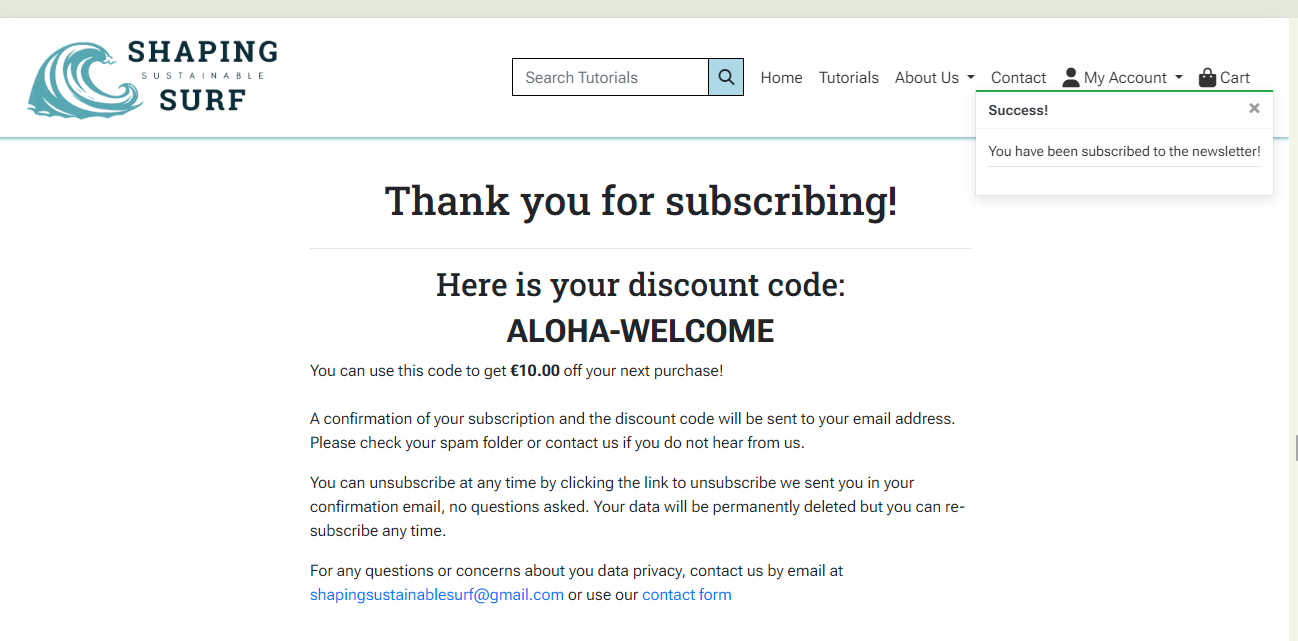 SHAPING
SUSTAINABLE
SURF
Search Tutorials
Home Tutorials About Us Contact My Account Cart
Success! ×
You have been subscribed to the newsletter!
Thank you for subscribing!
Here is your discount code:
ALOHA-WELCOME
You can use this code to get €10.00 off your next purchase!
A confirmation of your subscription and the discount code will be sent to your email address.
Please check your spam folder or contact us if you do not hear from us.
You can unsubscribe at any time by clicking the link to unsubscribe we sent you in your
confirmation email, no questions asked. Your data will be permanently deleted but you can re-
subscribe any time.
For any questions or concerns about you data privacy, contact us by email at
shapingsustainablesurf@gmail.com or use our contact form